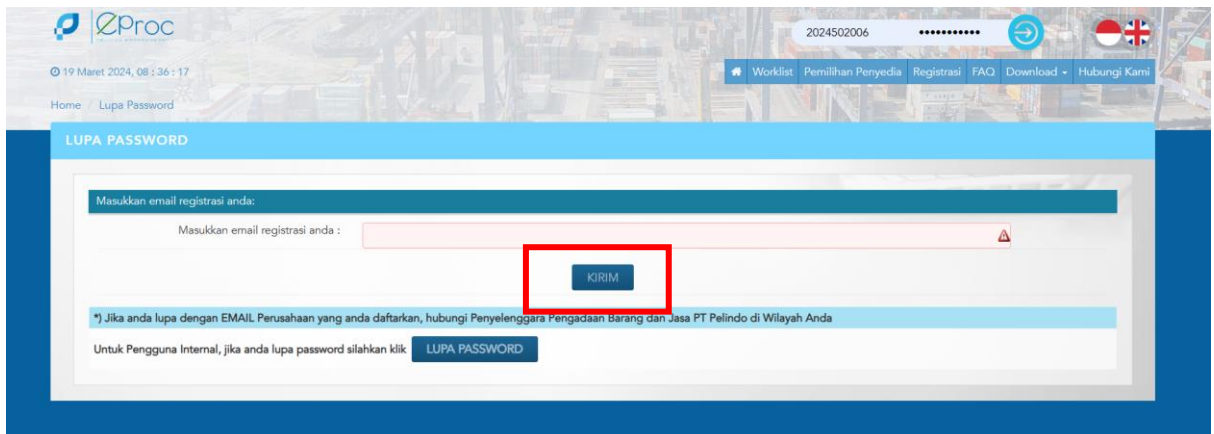 eProc
2024502006 •••••••••••
19 Maret 2024, 08 : 36 : 17
Worklist Pemilihan Penyedia Registrasi FAQ Download Hubungi Kami
Home / Lupa Password
LUPA PASSWORD
Masukkan email registrasi anda:
Masukkan email registrasi anda :
KIRIM
*) Jika anda lupa dengan EMAIL Perusahaan yang anda daftarkan, hubungi Penyelenggara Pengadaan Barang dan Jasa PT Pelindo di Wilayah Anda
Untuk Pengguna Internal, jika anda lupa password silahkan klik LUPA PASSWORD